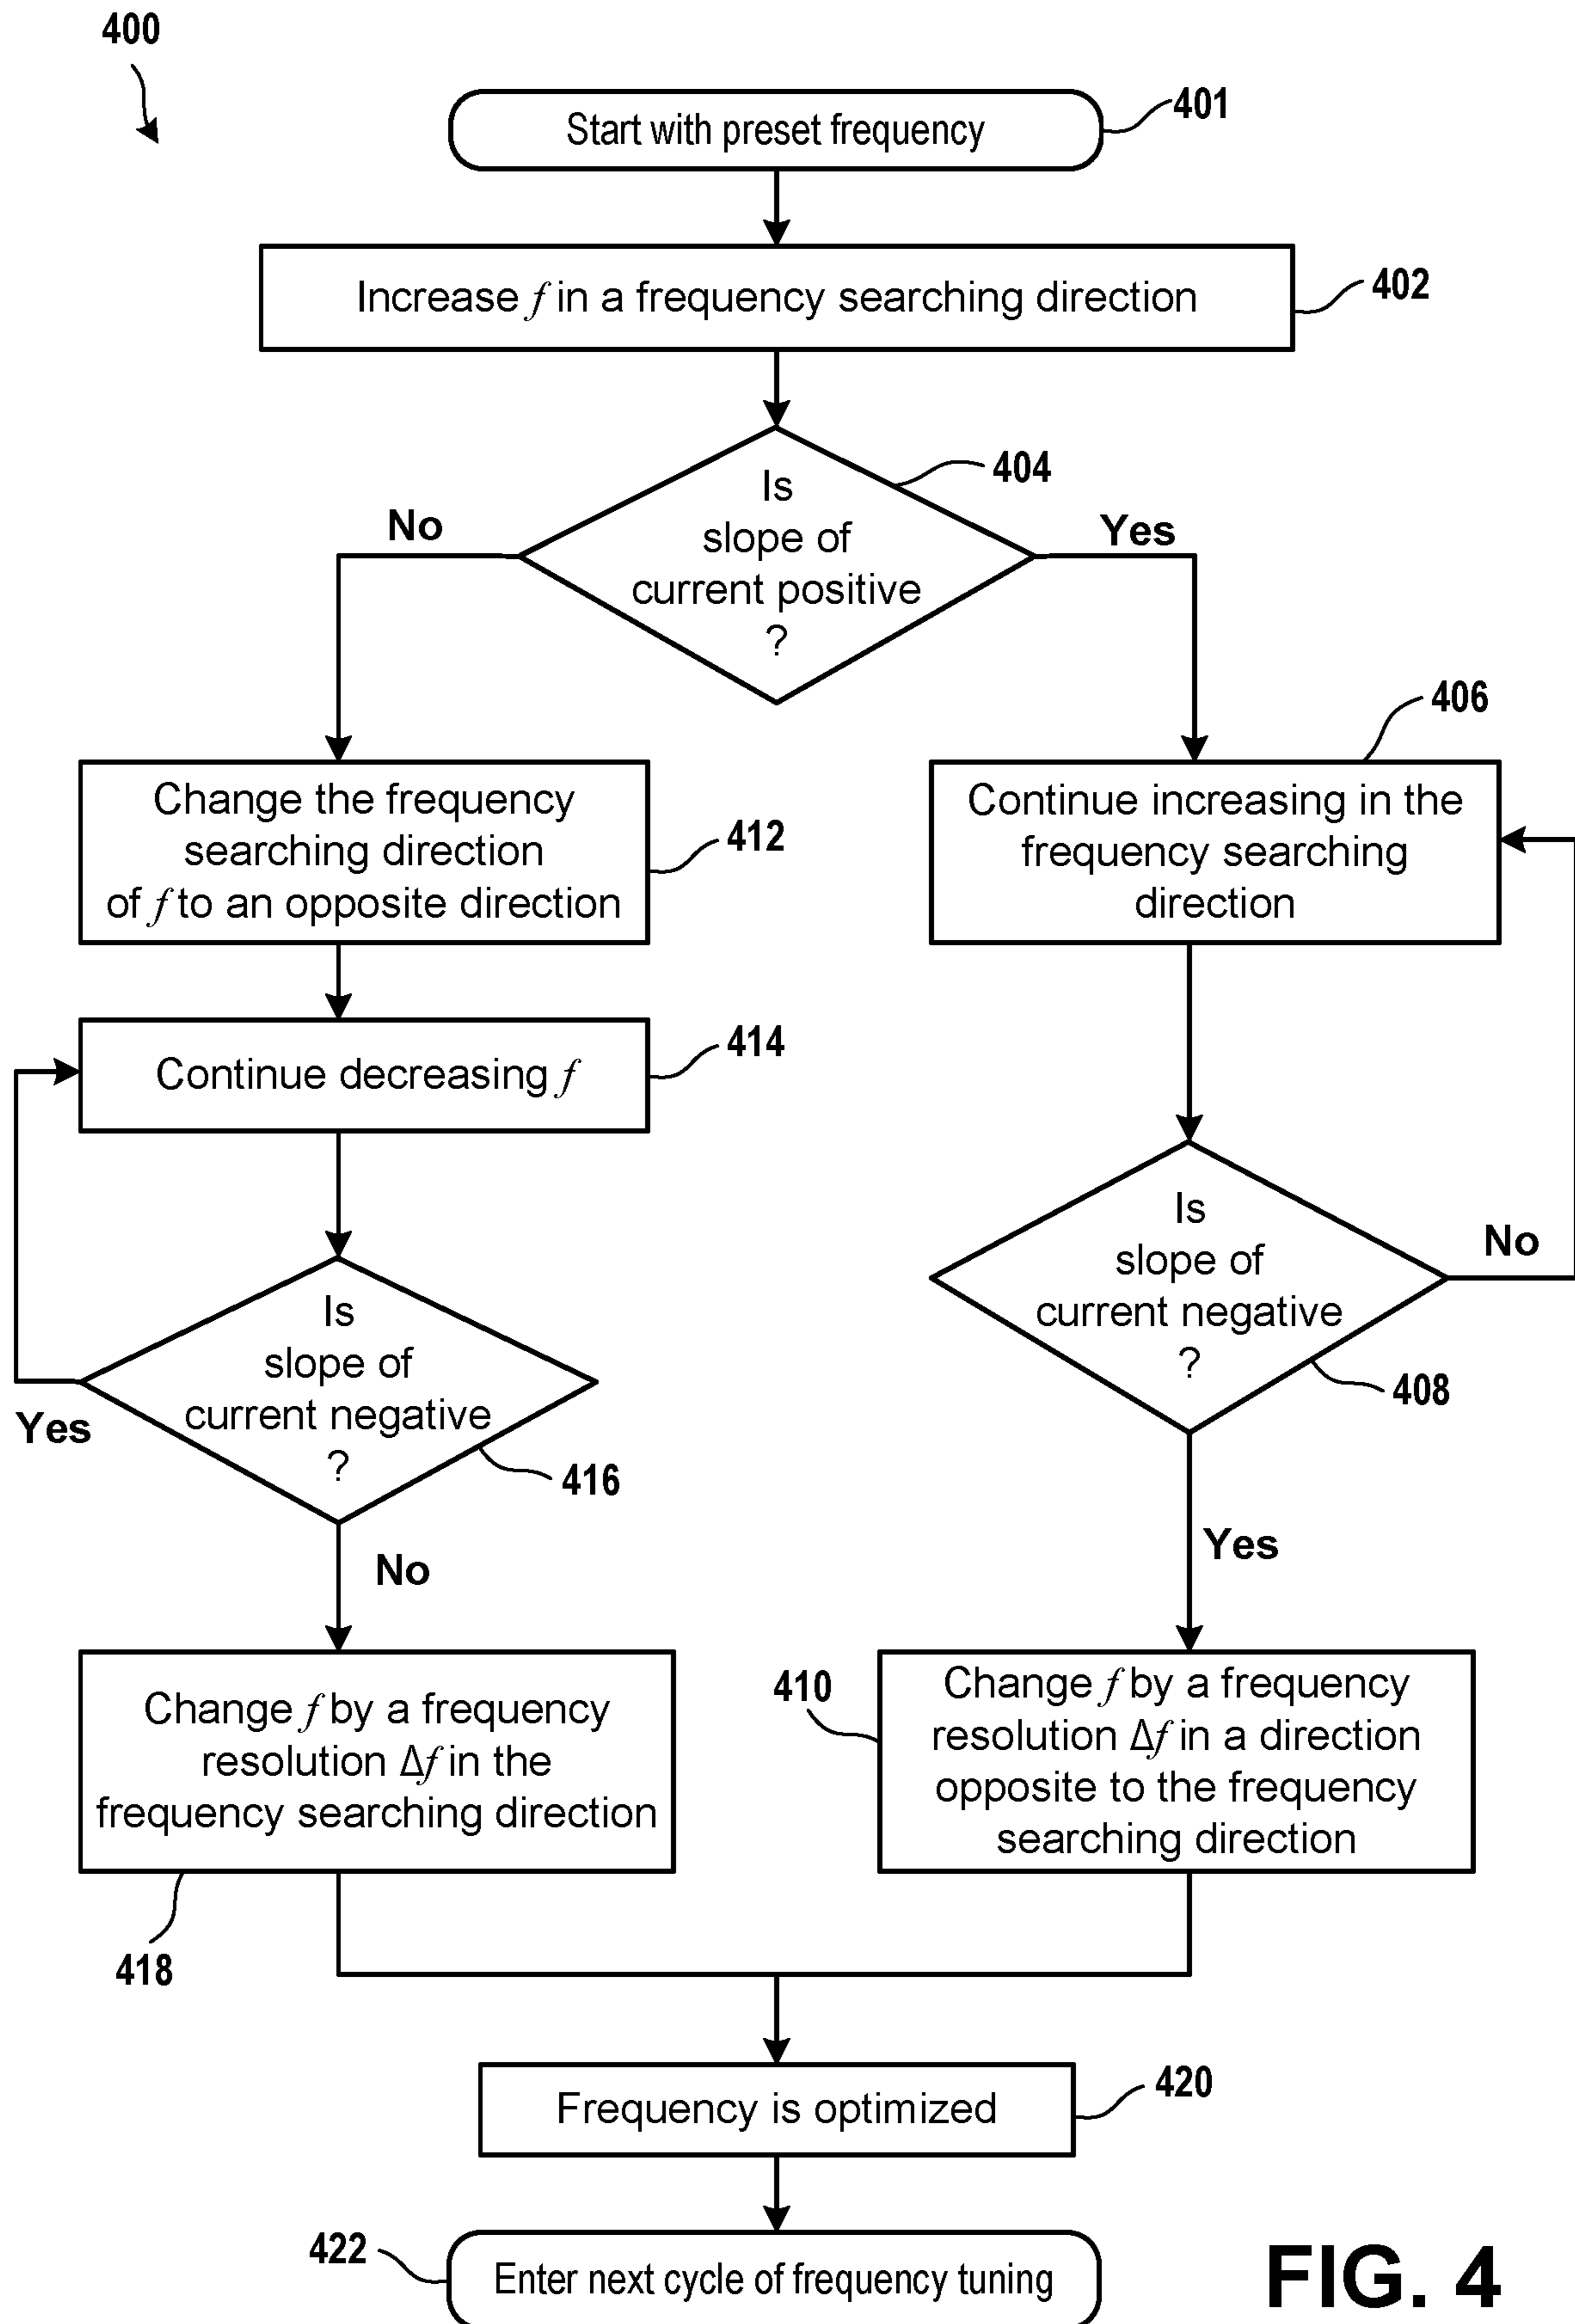 400
Start with preset frequency
401
Increase f in a frequency searching direction
402
Is
slope of
current positive
?
404
No
Yes
406
Change the frequency
searching direction
of f to an opposite direction
412
Continue increasing in the
frequency searching
direction
Continue decreasing f
414
Is
slope of
current negative
?
416
Yes
No
Is
slope of
current negative
?
408
No
Yes
Change f by a frequency
resolution Δf in the
frequency searching direction
418
410
Change f by a frequency
resolution Δf in a direction
opposite to the frequency
searching direction
Frequency is optimized
420
422
Enter next cycle of frequency tuning
FIG. 4